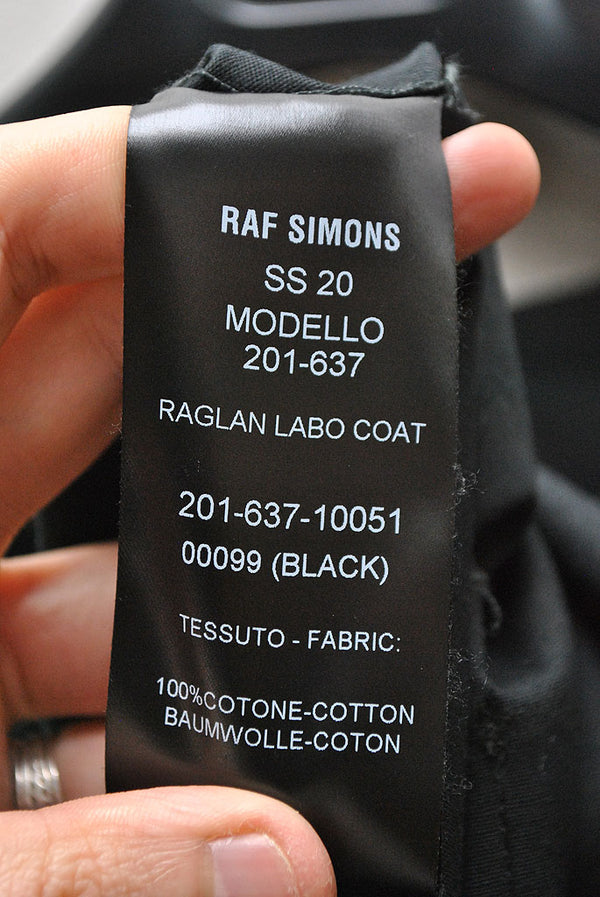 RAF SIMONS
SS 20
MODELLO
201-637
RAGLAN LABO COAT
201-637-10051
00099 (BLACK)
TESSUTO - FABRIC:
100%COTONE-COTTON
BAUMWOLLE-COTON